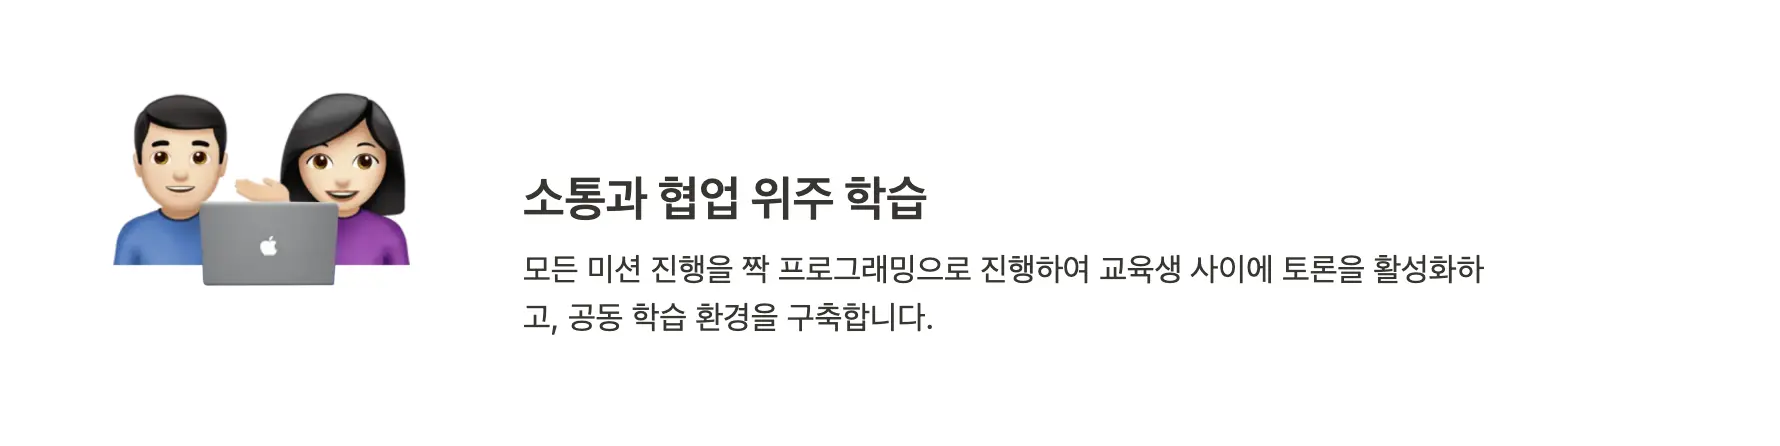 소통과 협업 위주 학습
모든 미션 진행을 짝 프로그래밍으로 진행하여 교육생 사이에 토론을 활성화하
고, 공동 학습 환경을 구축합니다.